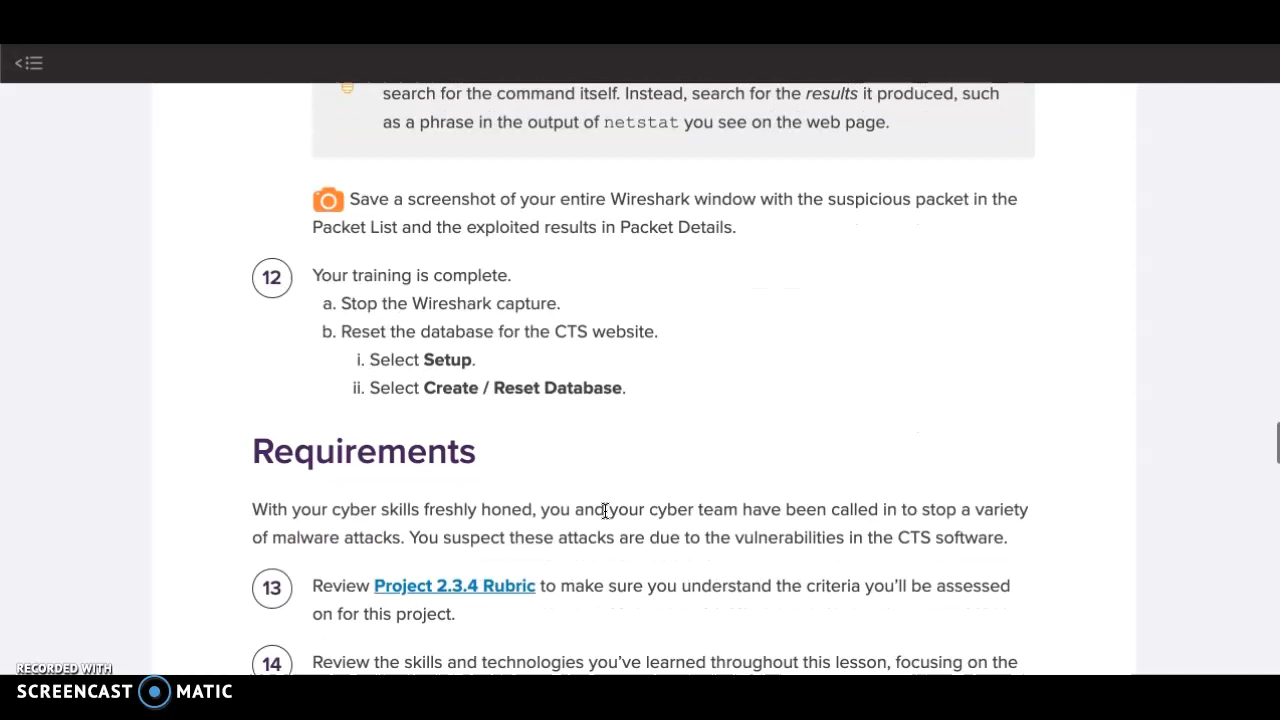 search for the command itself. Instead, search for the results it produced, such
as a phrase in the output of netstat you see on the web page.
Save a screenshot of your entire Wireshark window with the suspicious packet in the
Packet List and the exploited results in Packet Details.
12 Your training is complete.
a. Stop the Wireshark capture.
b. Reset the database for the CTS website.
i. Select Setup.
ii. Select Create / Reset Database.
Requirements
With your cyber skills freshly honed, you and your cyber team have been called in to stop a variety
of malware attacks. You suspect these attacks are due to the vulnerabilities in the CTS software.
13 Review Project 2.3.4 Rubric to make sure you understand the criteria you'll be assessed
on for this project.
14 Review the skills and technologies you've learned throughout this lesson, focusing on the
RECORDED WITH
SCREENCAST MATIC